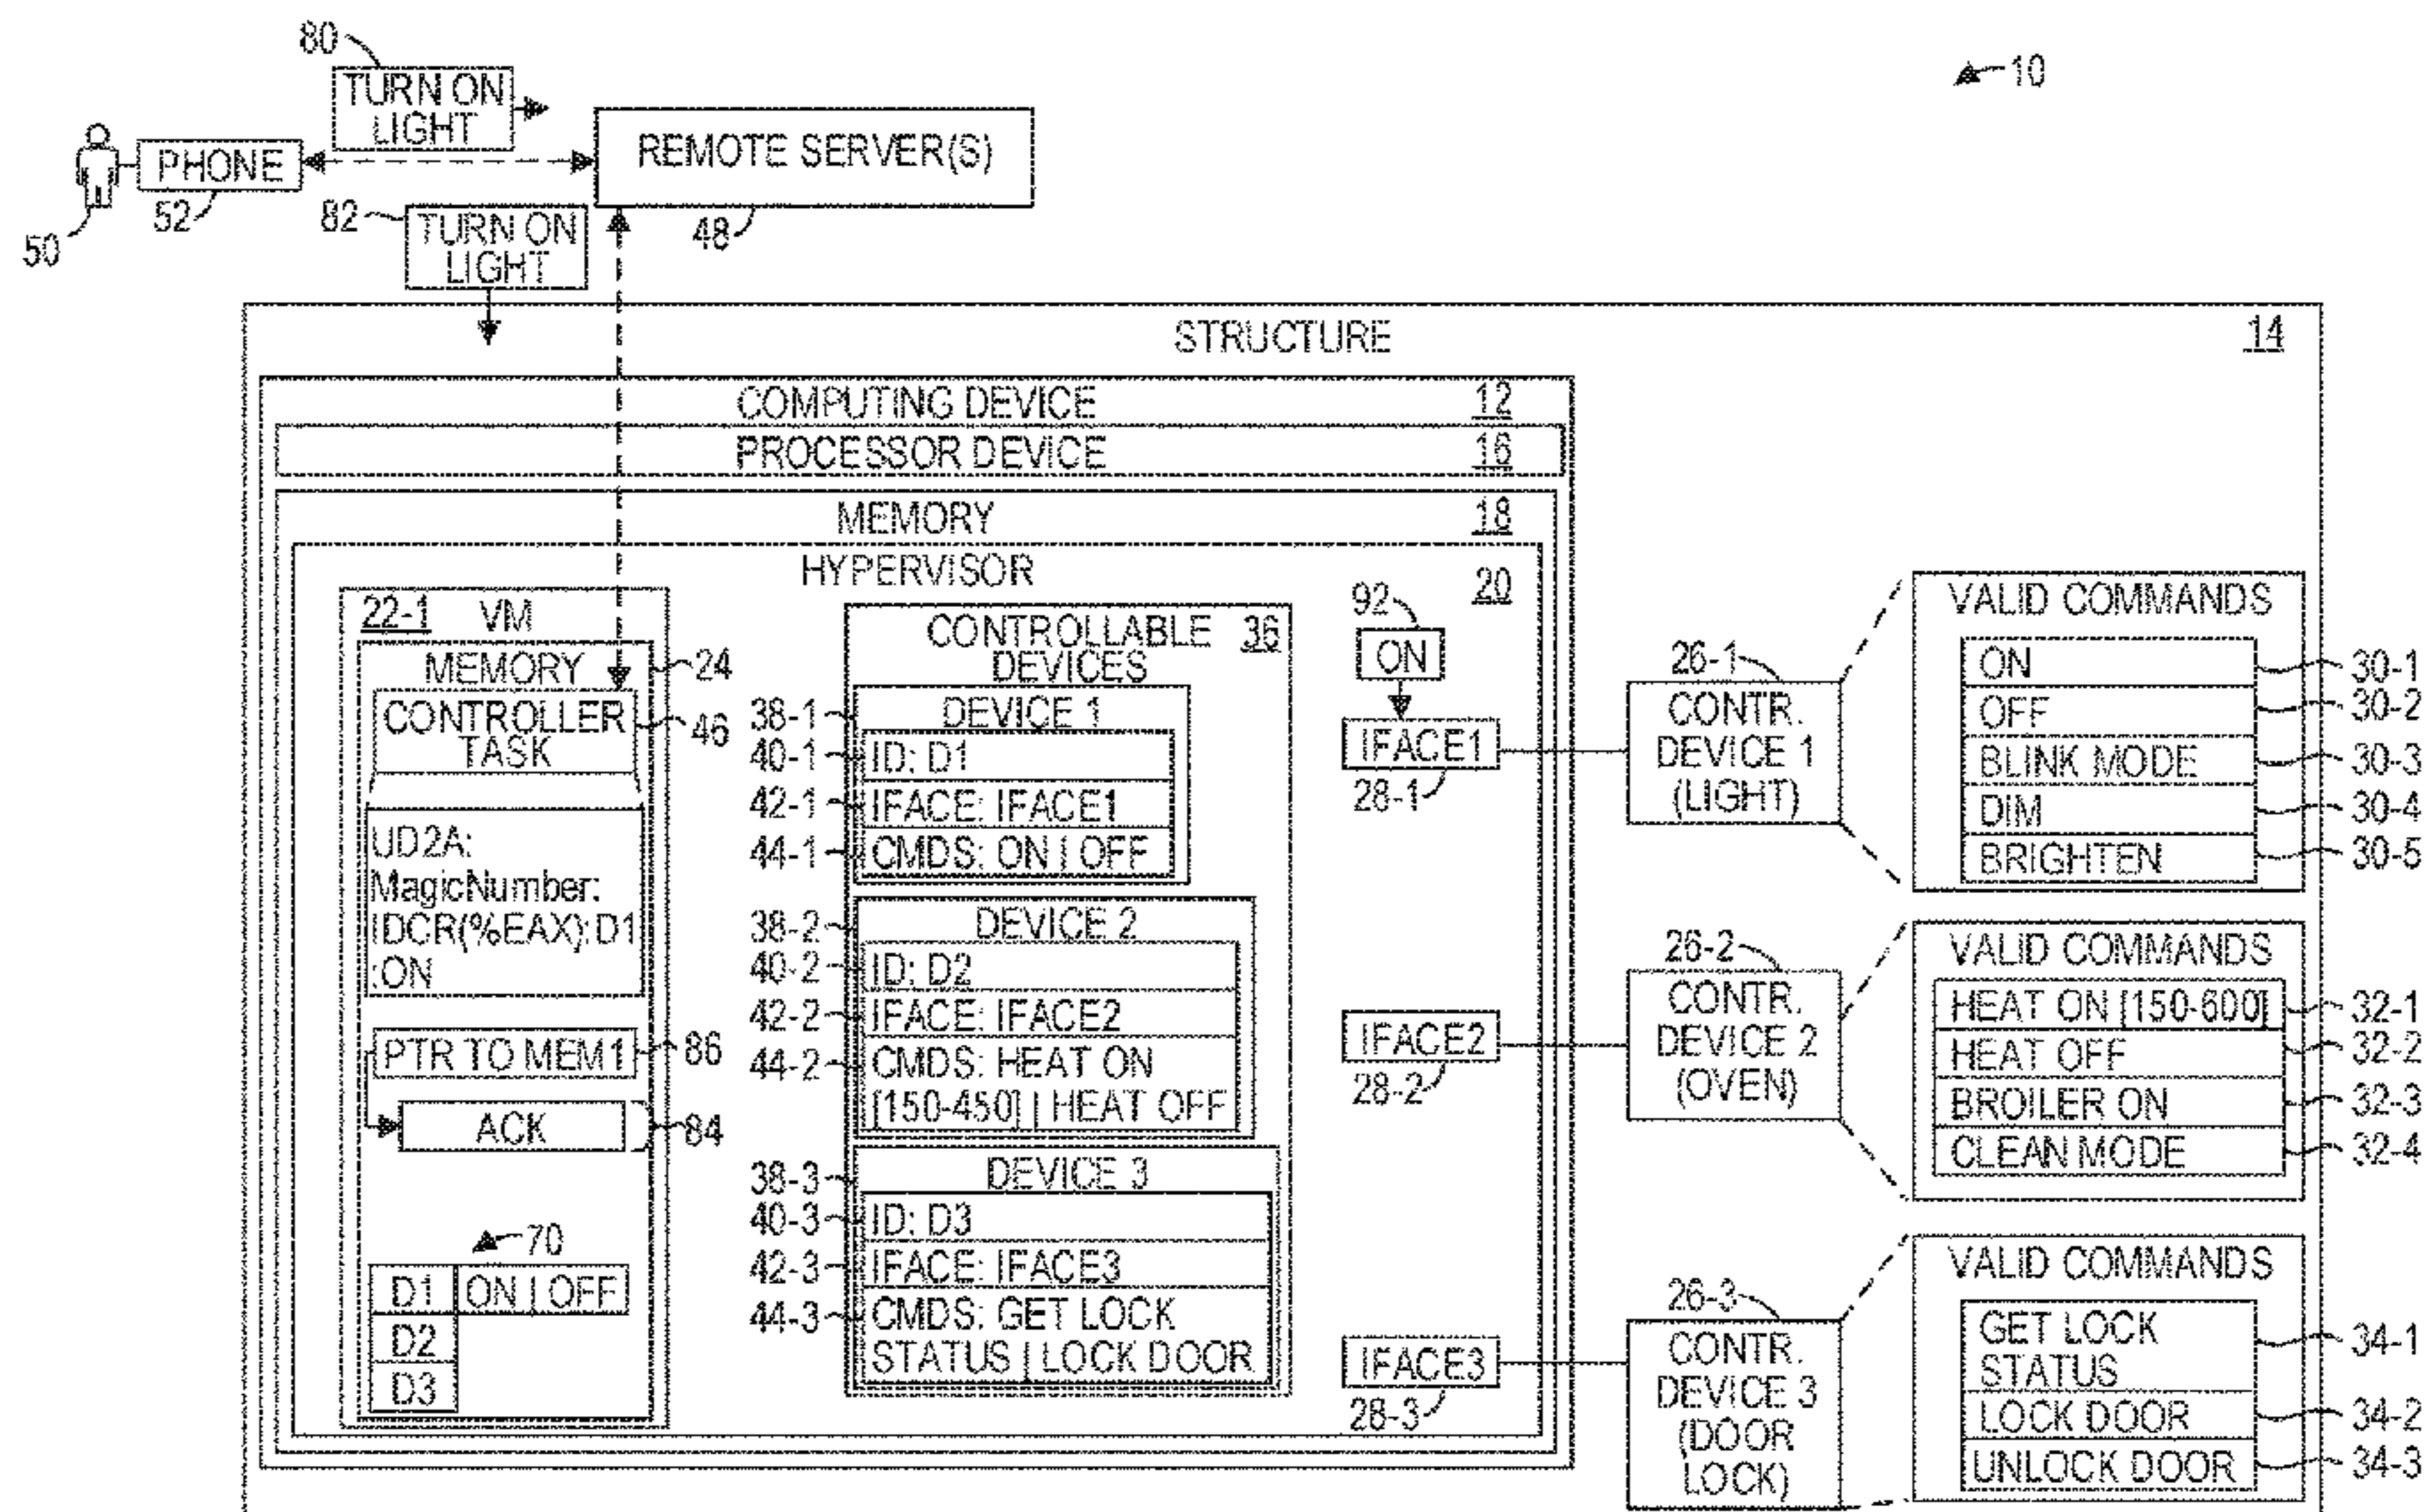 80
TURN ON
LIGHT
10
PHONE
REMOTE SERVER(S)
50
52
82
TURN ON
LIGHT
48
STRUCTURE
14
COMPUTING DEVICE
12
PROCESSOR DEVICE
16
MEMORY
18
HYPERVISOR
20
22-1
VM
MEMORY
24
CONTROLLER
TASK
46
UD2A:
MagicNumber:
IDCR(%EAX):D1
:ON
PTR TO MEM1
86
ACK
84
70
D1
ON | OFF
D2
D3
CONTROLLABLE
DEVICES
36
38-1
DEVICE 1
40-1
ID: D1
42-1
IFACE: IFACE1
44-1
CMDS: ON | OFF
38-2
DEVICE 2
40-2
ID: D2
42-2
IFACE: IFACE2
44-2
CMDS: HEAT ON
[150-450] | HEAT OFF
38-3
DEVICE 3
40-3
ID: D3
42-3
IFACE: IFACE3
44-3
CMDS: GET LOCK
STATUS | LOCK DOOR
92
ON
IFACE1
28-1
IFACE2
28-2
IFACE3
28-3
26-1
CONTR.
DEVICE 1
(LIGHT)
26-2
CONTR.
DEVICE 2
(OVEN)
26-3
CONTR.
DEVICE 3
(DOOR
LOCK)
VALID COMMANDS
ON
30-1
OFF
30-2
BLINK MODE
30-3
DIM
30-4
BRIGHTEN
30-5
VALID COMMANDS
HEAT ON [150-600]
32-1
HEAT OFF
32-2
BROILER ON
32-3
CLEAN MODE
32-4
VALID COMMANDS
GET LOCK
STATUS
34-1
LOCK DOOR
34-2
UNLOCK DOOR
34-3